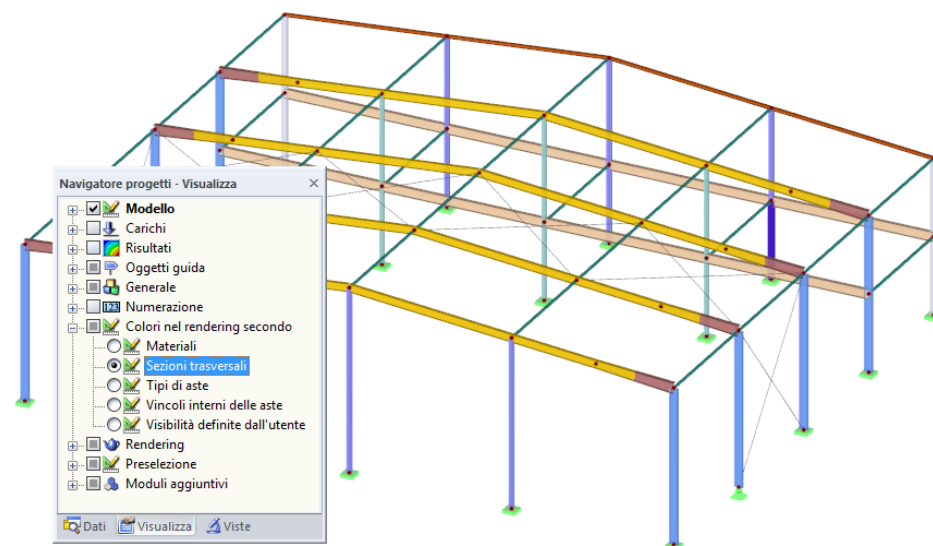 Navigatore progetti - Visualizza
Modello
Carichi
Risultati
Oggetti guida
Generale
123 Numerazione
Colori nel rendering secondo
Materiali
Sezioni trasversali
Tipi di aste
Vincoli interni delle aste
Visibilità definite dall'utente
Rendering
Preselezione
Moduli aggiuntivi
Dati Visualizza Viste